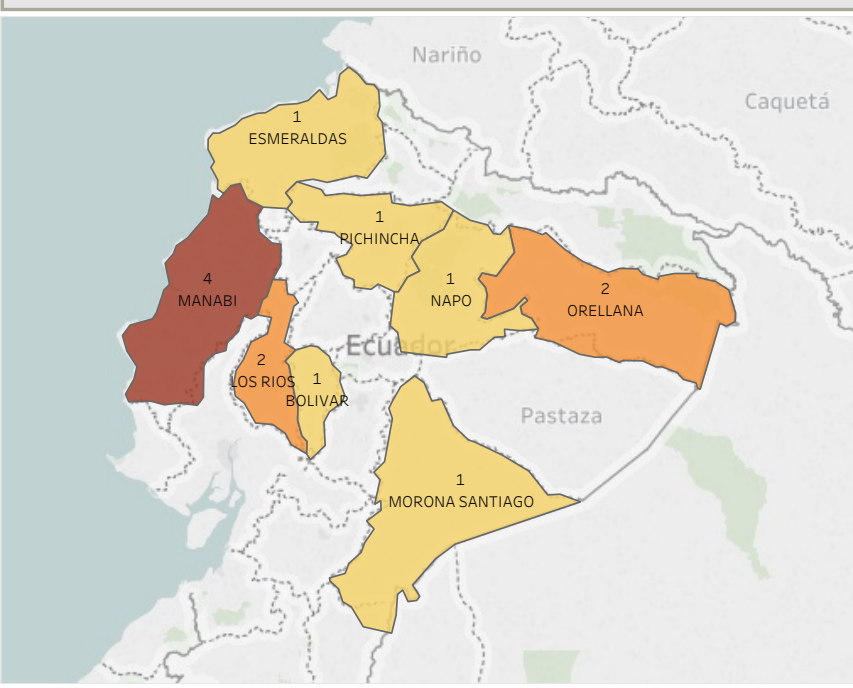 Nariño
Caquetá
1
ESMERALDAS
1
PICHINCHA
4
MANABI
1
NAPO
2
ORELLANA
Ecuador
2
LOS RIOS
1
BOLIVAR
Pastaza
1
MORONA SANTIAGO